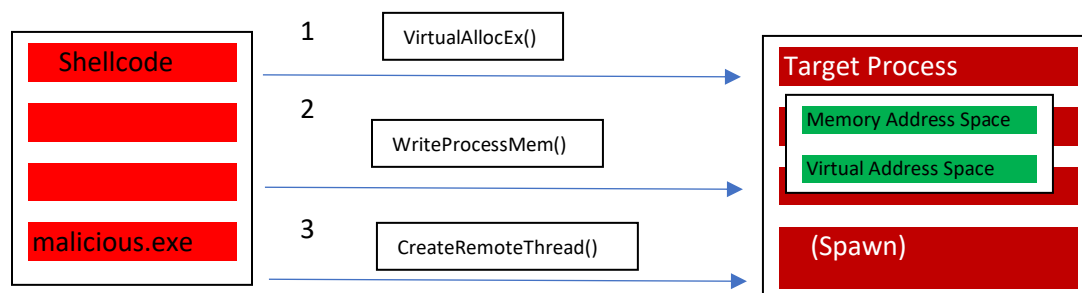 Shellcode
malicious.exe
1
VirtualAllocEx()
2
WriteProcessMem()
3
CreateRemoteThread()
Target Process
Memory Address Space
Virtual Address Space
(Spawn)